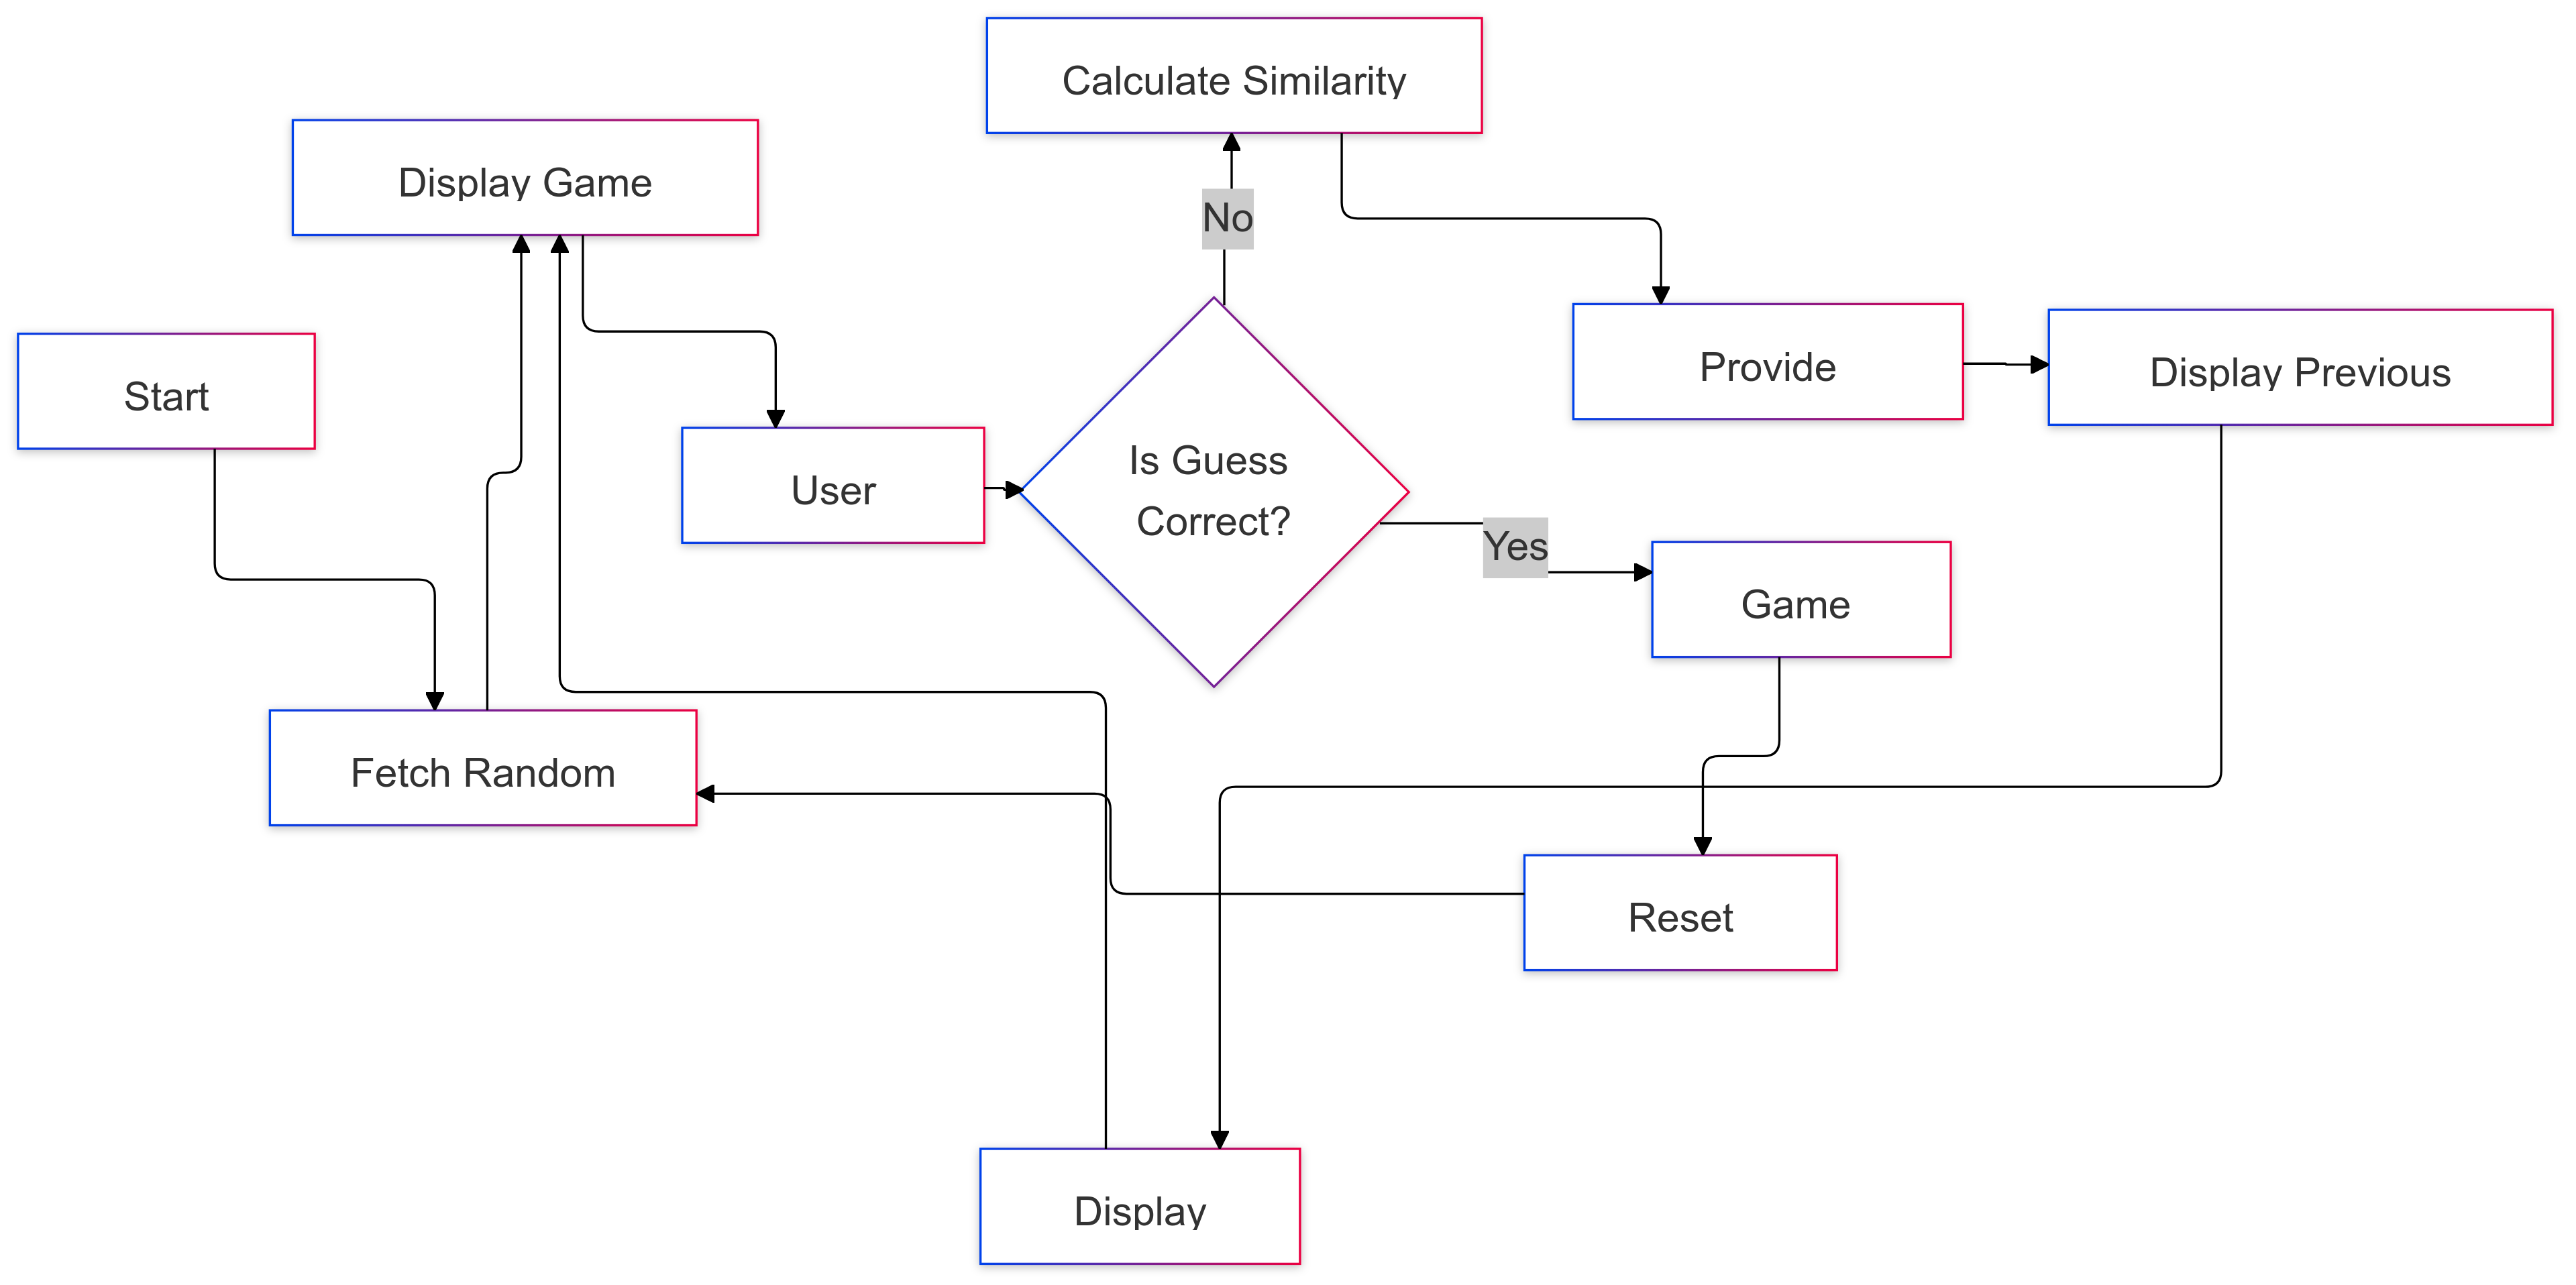 Calculate Similarity
Display Game
No
Start
Provide
Display Previous
User
Is Guess
Correct?
Yes
Game
Fetch Random
Reset
Display